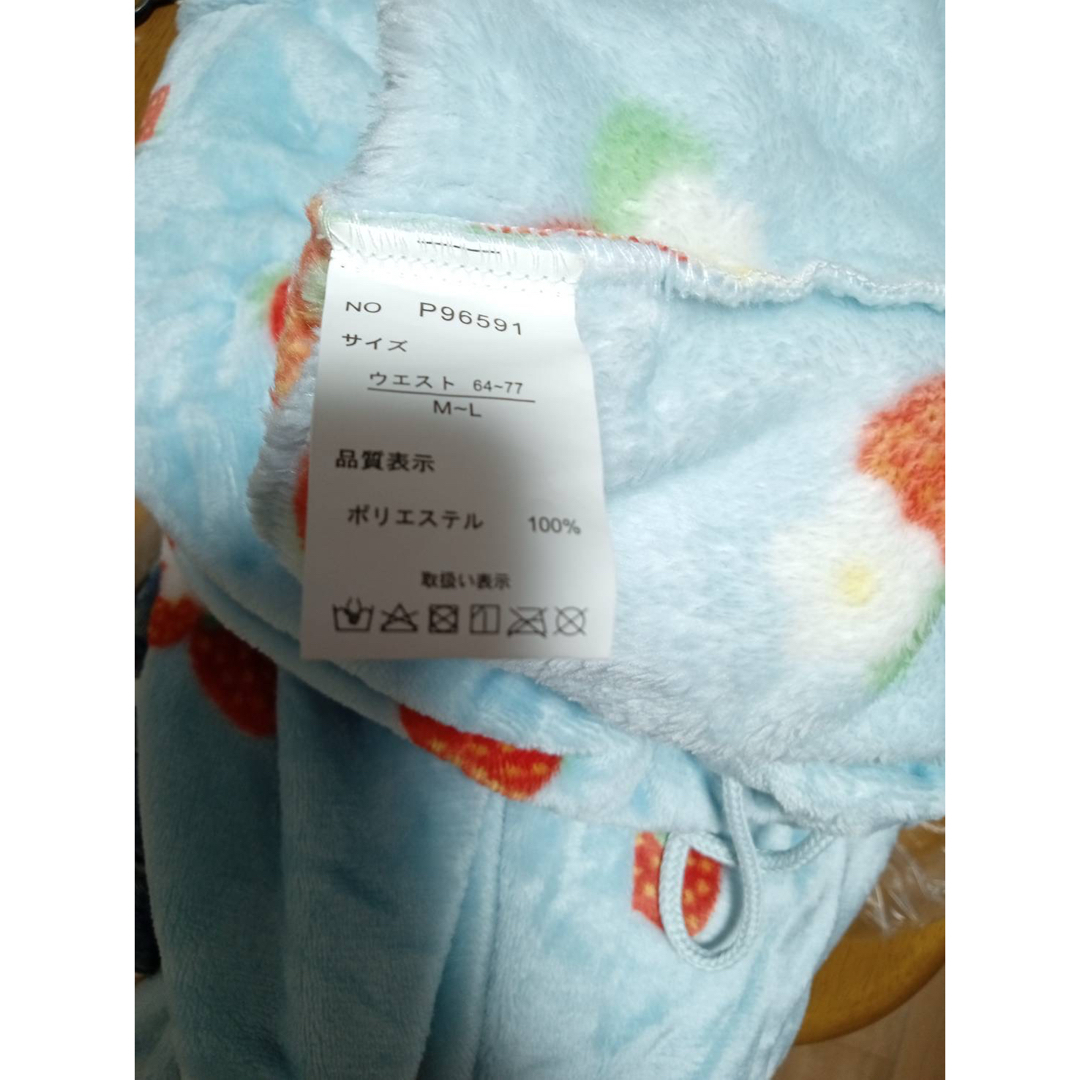 NO P96591
サイズ
ウエスト 64~77
M~L
品質表示
ポリエステル 100%
取扱い表示